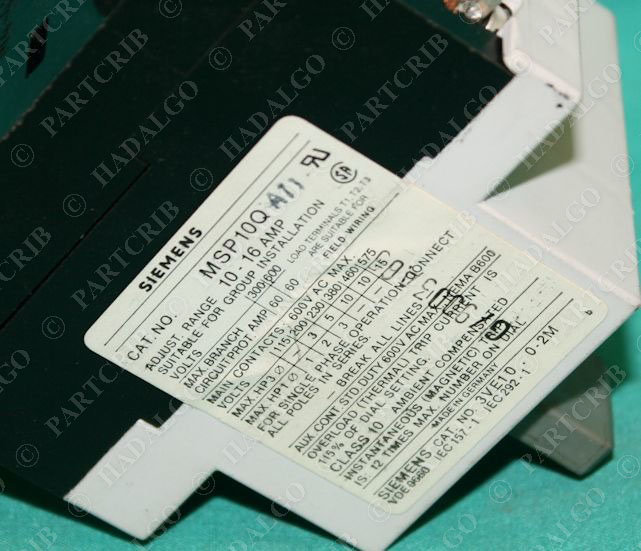 SIEMENS
CAT. NO. MSP10Q A11
ADJUST RANGE 10 - 16 AMP
SUITABLE FOR GROUP INSTALLATION
VOLTS 300 600
MAX. BRANCH
CIRCUIT PROT. AMP 60 60
LOAD TERMINALS T1, T2, T3
ARE SUITABLE FOR
FIELD WIRING
MAIN CONTACTS: 600V AC MAX.
VOLTS 115 200 230 380 460 575
MAX. HP3 Ø – 3 5 10 10 15
MAX. HP1 Ø 1 2 3 –
FOR SINGLE PHASE OPERATION CONNECT
ALL POLES IN SERIES
– BREAK ALL LINES
AUX CONT. STD. DUTY 600V AC MAX. NEMA B600
OVERLOAD (THERMAL) TRIP CURRENT IS
115% OF DIAL SETTING.
CLASS 10 - AMBIENT COMPENSATED
INSTANTANEOUS (MAGNETIC)
IS 12 TIMES MAX NUMBER ON DIAL
MADE IN GERMANY
SIEMENS CAT. NO. 3VE10 0-2M
VDE 0660 IEC 157-1 IEC 292-1
© PARTCRIB
© HADALGO